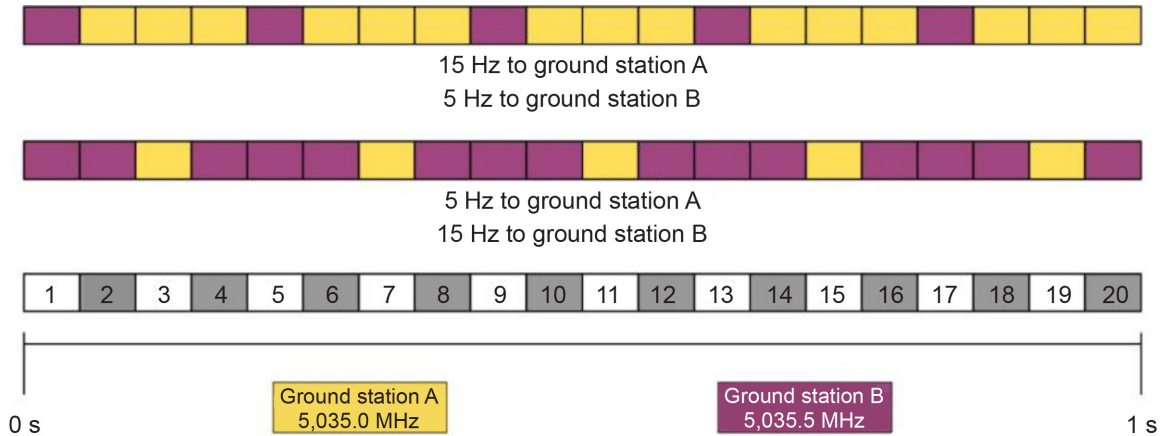 15 Hz to ground station A
5 Hz to ground station B
5 Hz to ground station A
15 Hz to ground station B
1 2 3 4 5 6 7 8 9 10 11 12 13 14 15 16 17 18 19 20
Ground station A
5,035.0 MHz
Ground station B
5,035.5 MHz
0 s
1 s